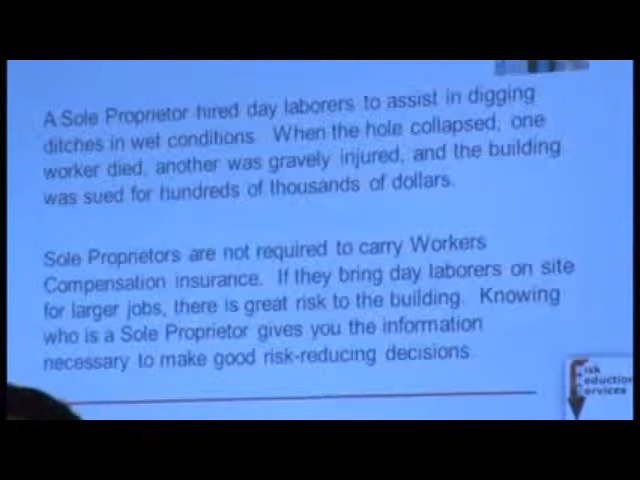 A Sole Proprietor hired day laborers to assist in digging
ditches in wet conditions. When the hole collapsed, one
worker died, another was gravely injured, and the building
was sued for hundreds of thousands of dollars.
Sole Proprietors are not required to carry Workers
Compensation insurance. If they bring day laborers on site
for larger jobs, there is great risk to the building. Knowing
who is a Sole Proprietor gives you the information
necessary to make good risk-reducing decisions.
Risk
Reduction
Services